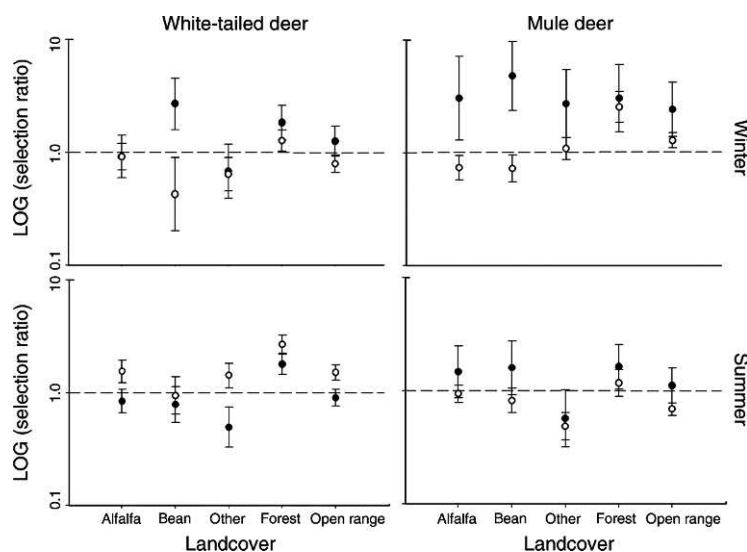 White-tailed deer
Mule deer
LOG (selection ratio)
10
1.0
0.1
Winter
LOG (selection ratio)
10
1.0
0.1
Summer
Alfalfa Bean Other Forest Open range
Alfalfa Bean Other Forest Open range
Landcover
Landcover